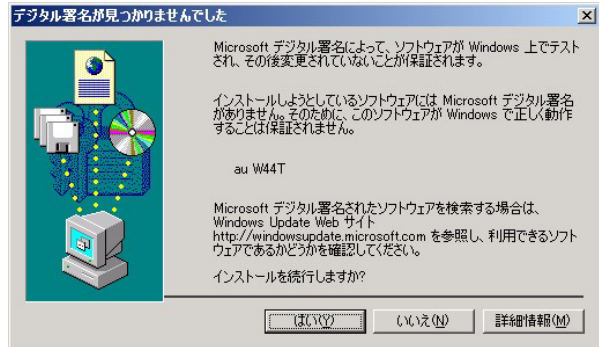 デジタル署名が見つかりませんでした
Microsoft デジタル署名によって、ソフトウェアが Windows 上でテスト
され、その後変更されていないことが保証されます。
インストールしようとしているソフトウェアには Microsoft デジタル署名
がありません。そのために、このソフトウェアが Windows で正しく動作
することは保証されません。
au W44T
Microsoft デジタル署名されたソフトウェアを検索する場合は、
Windows Update Web サイト
http://windowsupdate.microsoft.com を参照し、利用できるソフト
ウェアであるかどうかを確認してください。
インストールを続行しますか?
はい(Y) いいえ(N) 詳細情報(M)